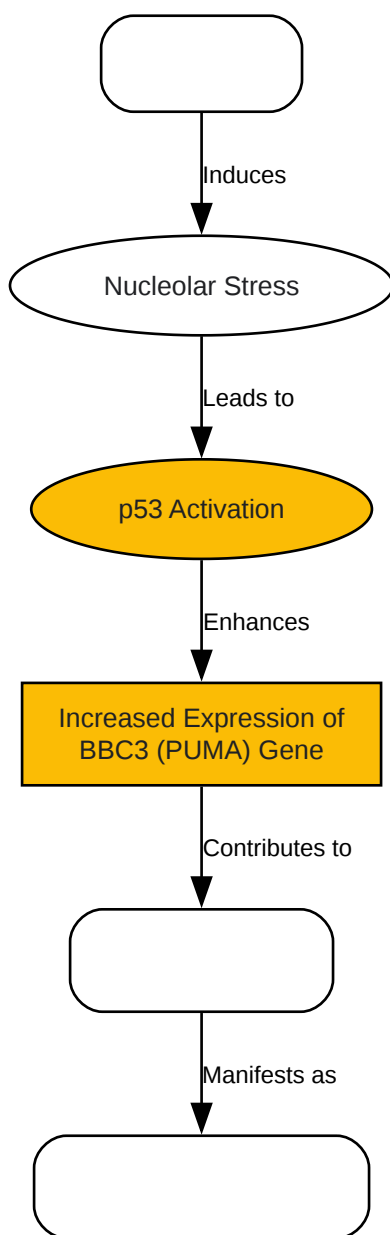 Induces
Nucleolar Stress
Leads to
p53 Activation
Enhances
Increased Expression of
BBC3 (PUMA) Gene
Contributes to
Manifests as